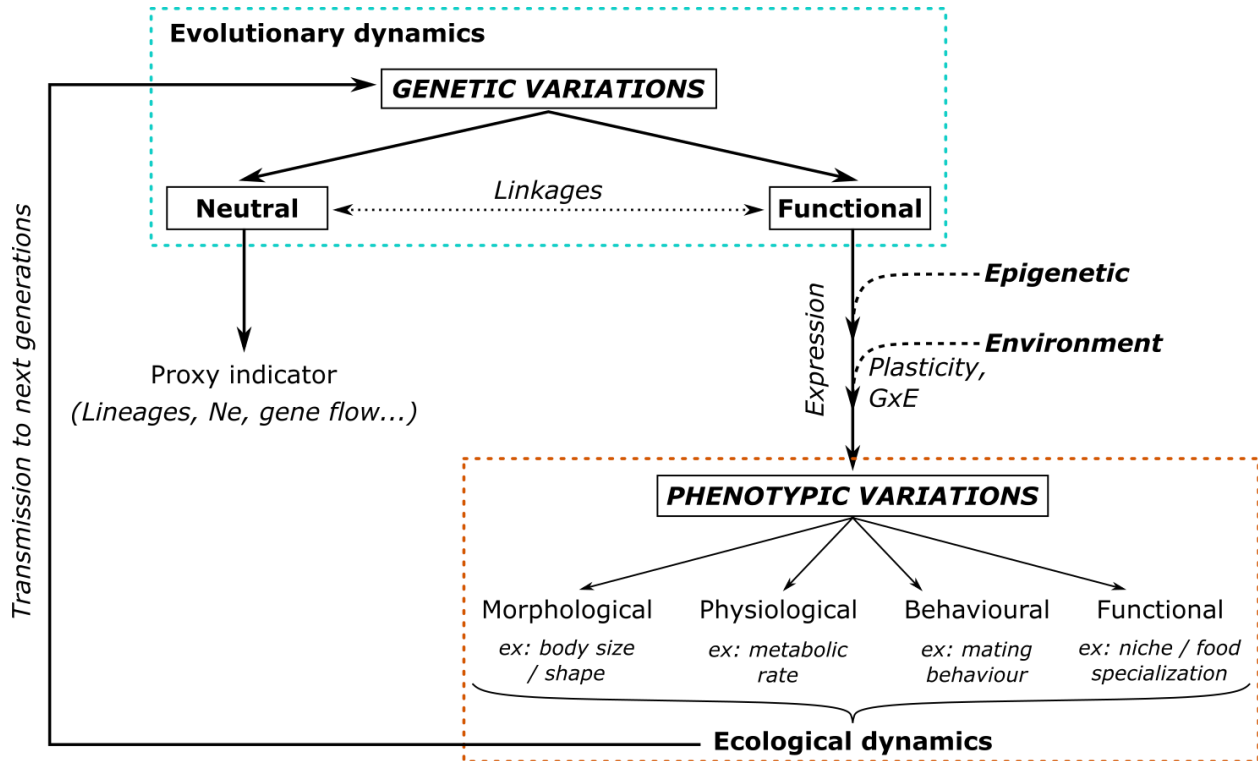 Evolutionary dynamics
GENETIC VARIATIONS
Linkages
Neutral
Functional
Transmission to next generations
Expression
Epigenetic
Environment
Plasticity,
GxE
Proxy indicator
(Lineages, Ne, gene flow...)
PHENOTYPIC VARIATIONS
Morphological
ex: body size
/ shape
Physiological
ex: metabolic
rate
Behavioural
ex: mating
behaviour
Functional
ex: niche / food
specialization
Ecological dynamics